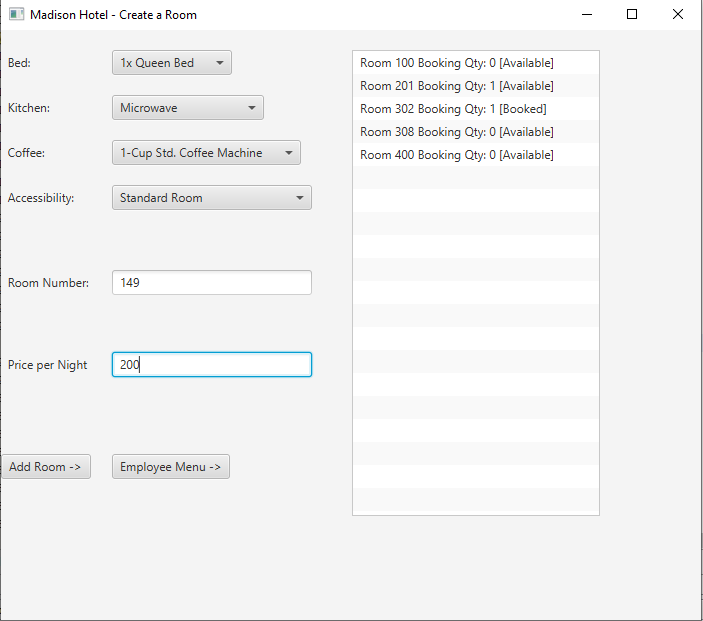 Madison Hotel - Create a Room
Bed: 1x Queen Bed
Kitchen: Microwave
Coffee: 1-Cup Std. Coffee Machine
Accessibility: Standard Room
Room Number: 149
Price per Night 200
Add Room -> Employee Menu ->
Room 100 Booking Qty: 0 [Available]
Room 201 Booking Qty: 1 [Available]
Room 302 Booking Qty: 1 [Booked]
Room 308 Booking Qty: 0 [Available]
Room 400 Booking Qty: 0 [Available]